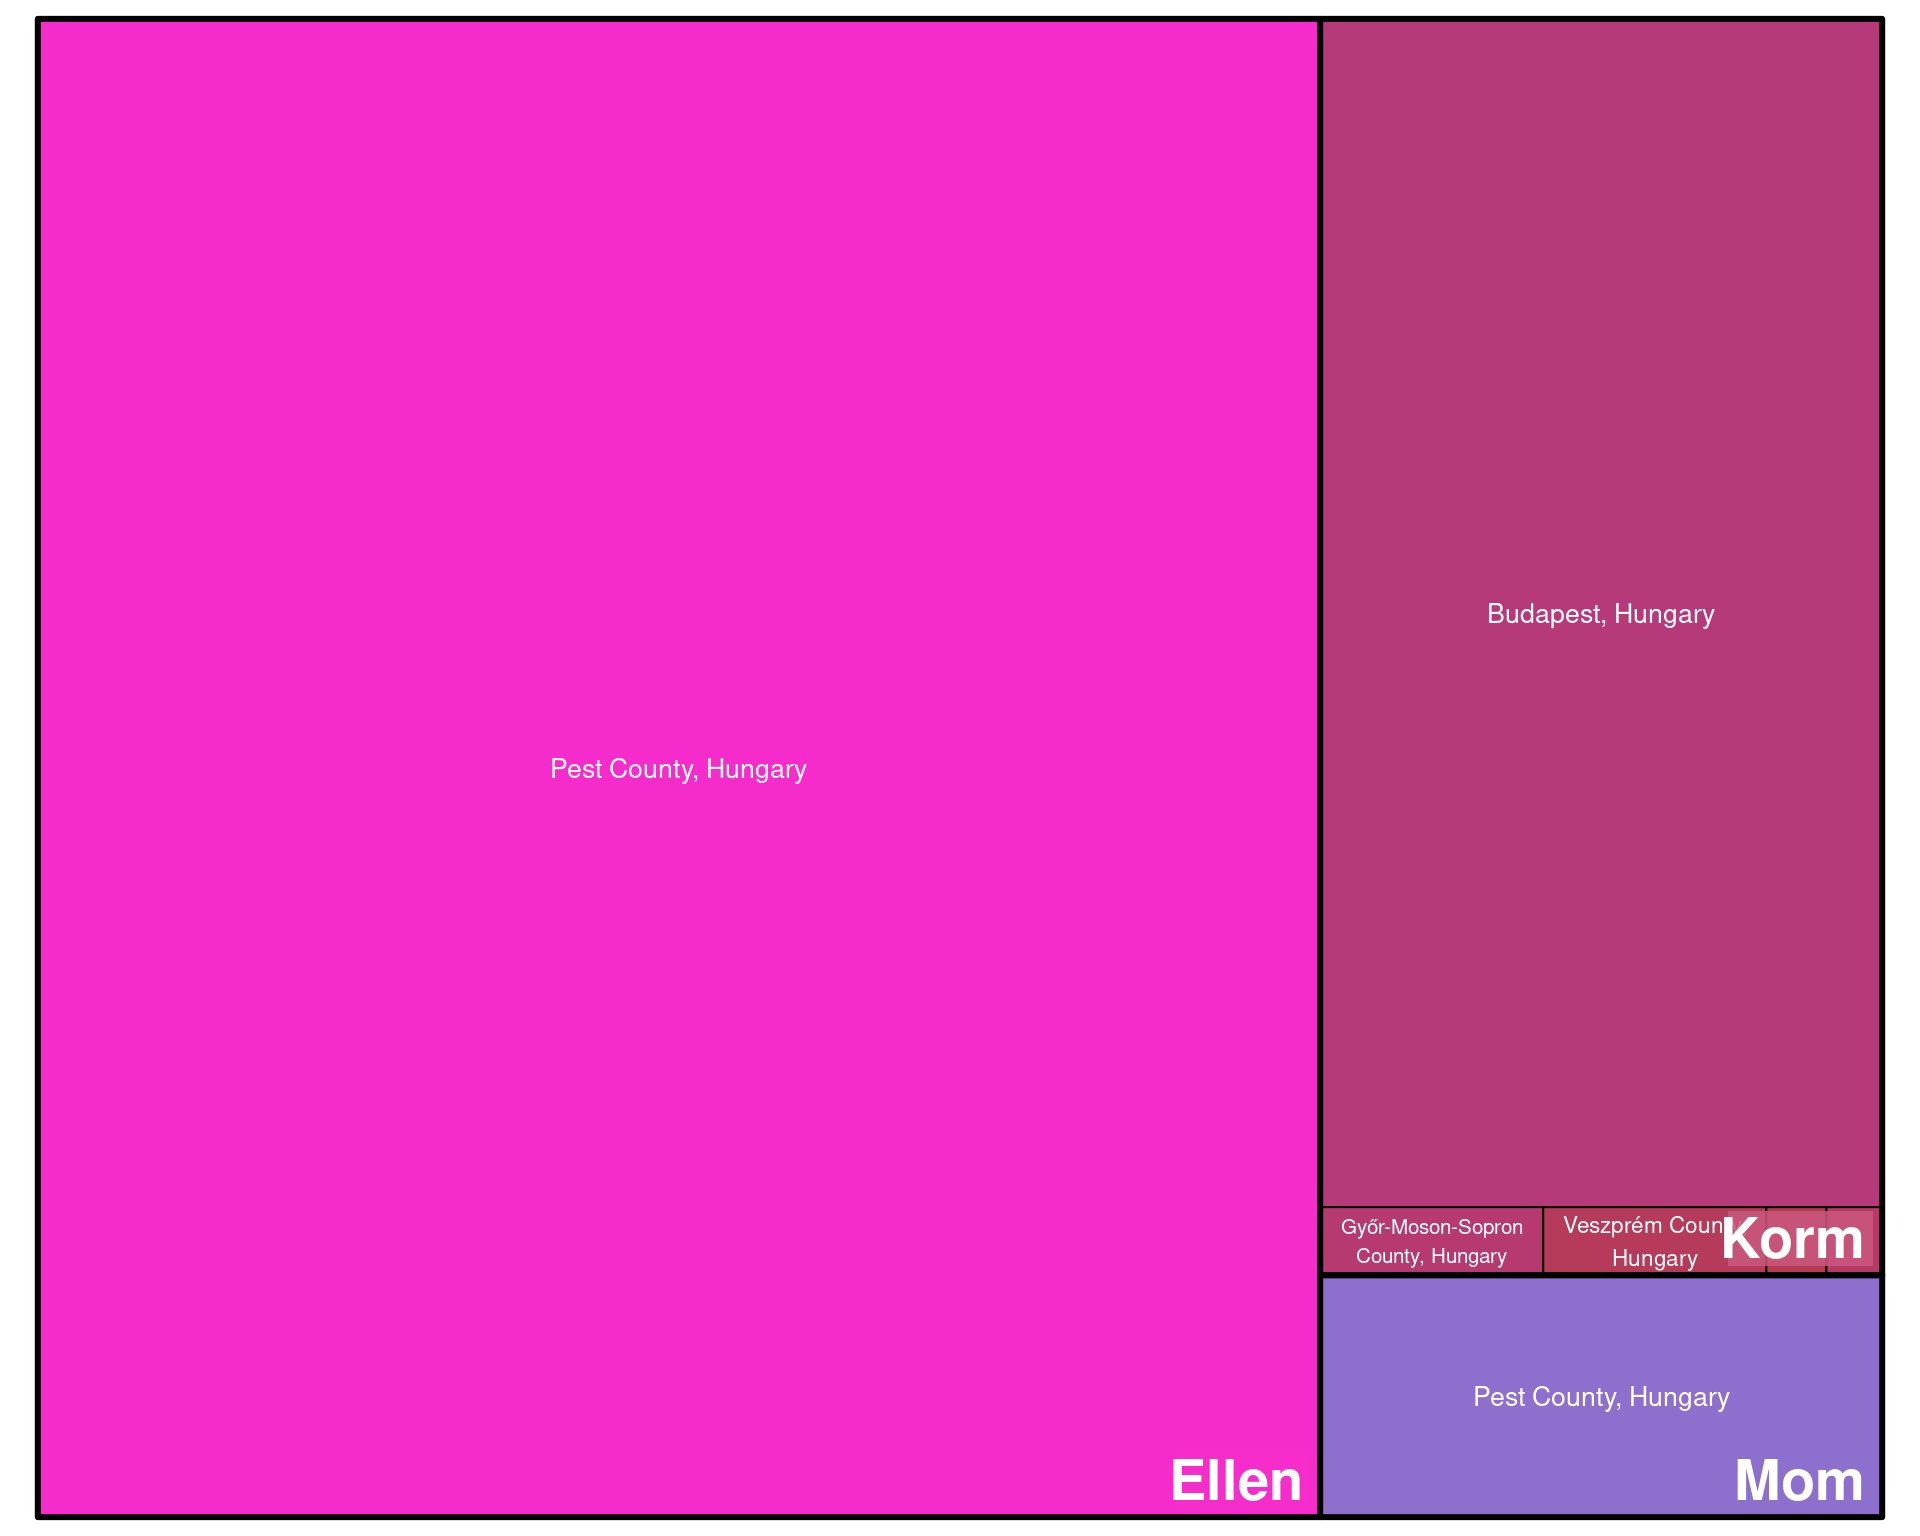 Pest County, Hungary
Ellen
Budapest, Hungary
Győr-Moson-Sopron
County, Hungary
Veszprém Coun
Hungary
Korm
Pest County, Hungary
Mom